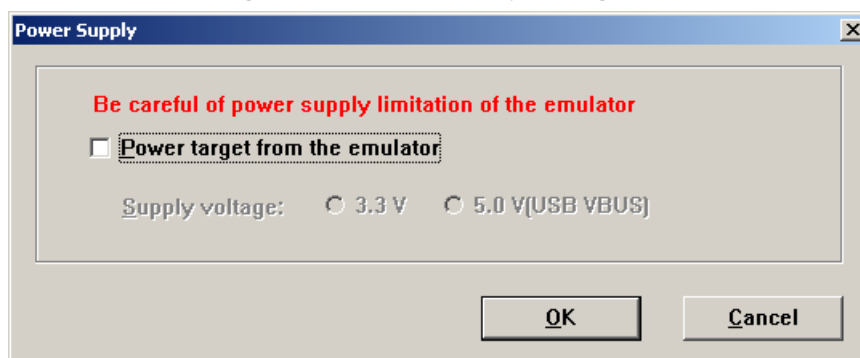 Power Supply
Be careful of power supply limitation of the emulator
Power target from the emulator
Supply voltage: 3.3 V 5.0 V(USB VBUS)
OK Cancel